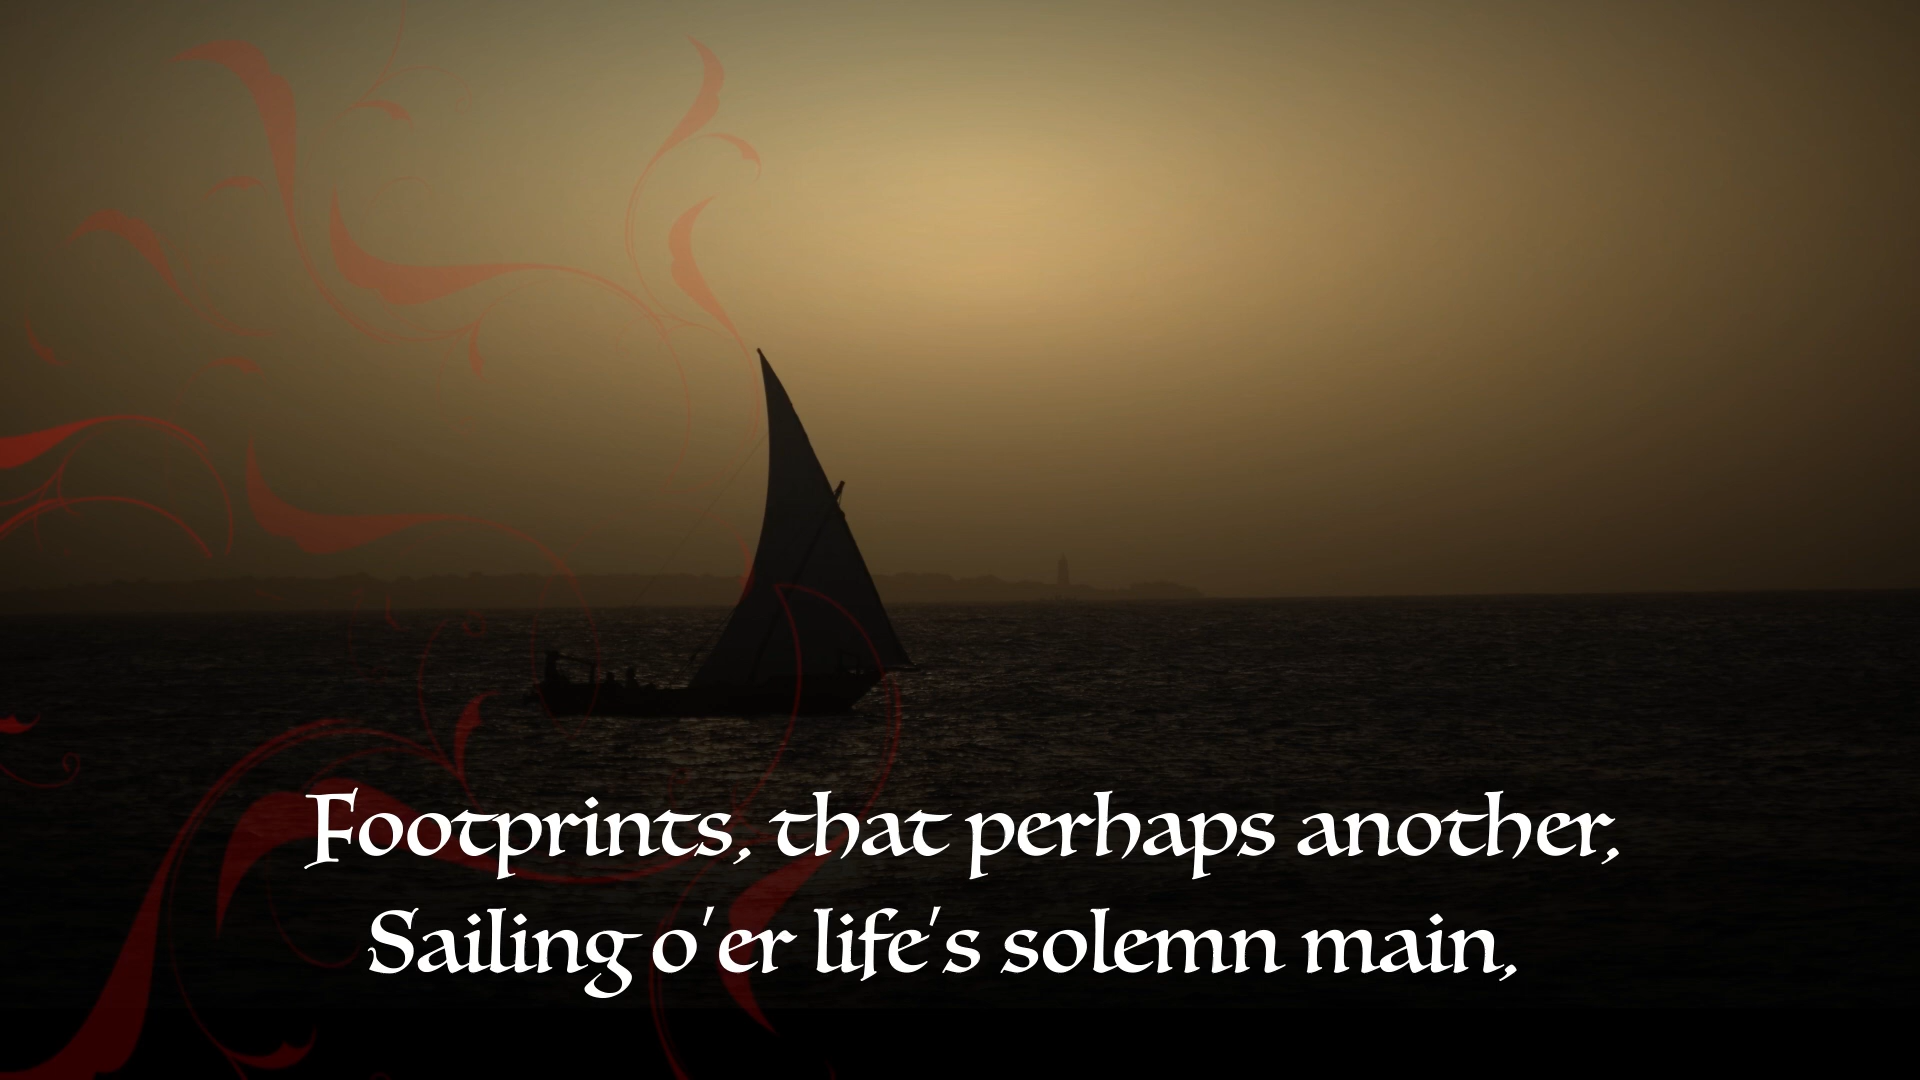 Footprints, that perhaps another,
Sailing o'er life's solemn main,